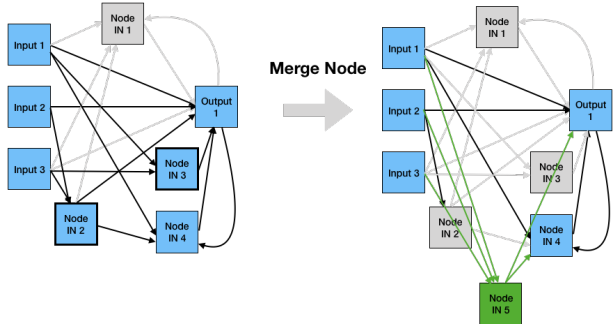 Node
IN 1
Input 1
Input 2
Output
1
Input 3
Node
IN 3
Node
IN 2
Node
IN 4
Merge Node
Node
IN 1
Input 1
Input 2
Output
1
Input 3
Node
IN 3
Node
IN 2
Node
IN 4
Node
IN 5